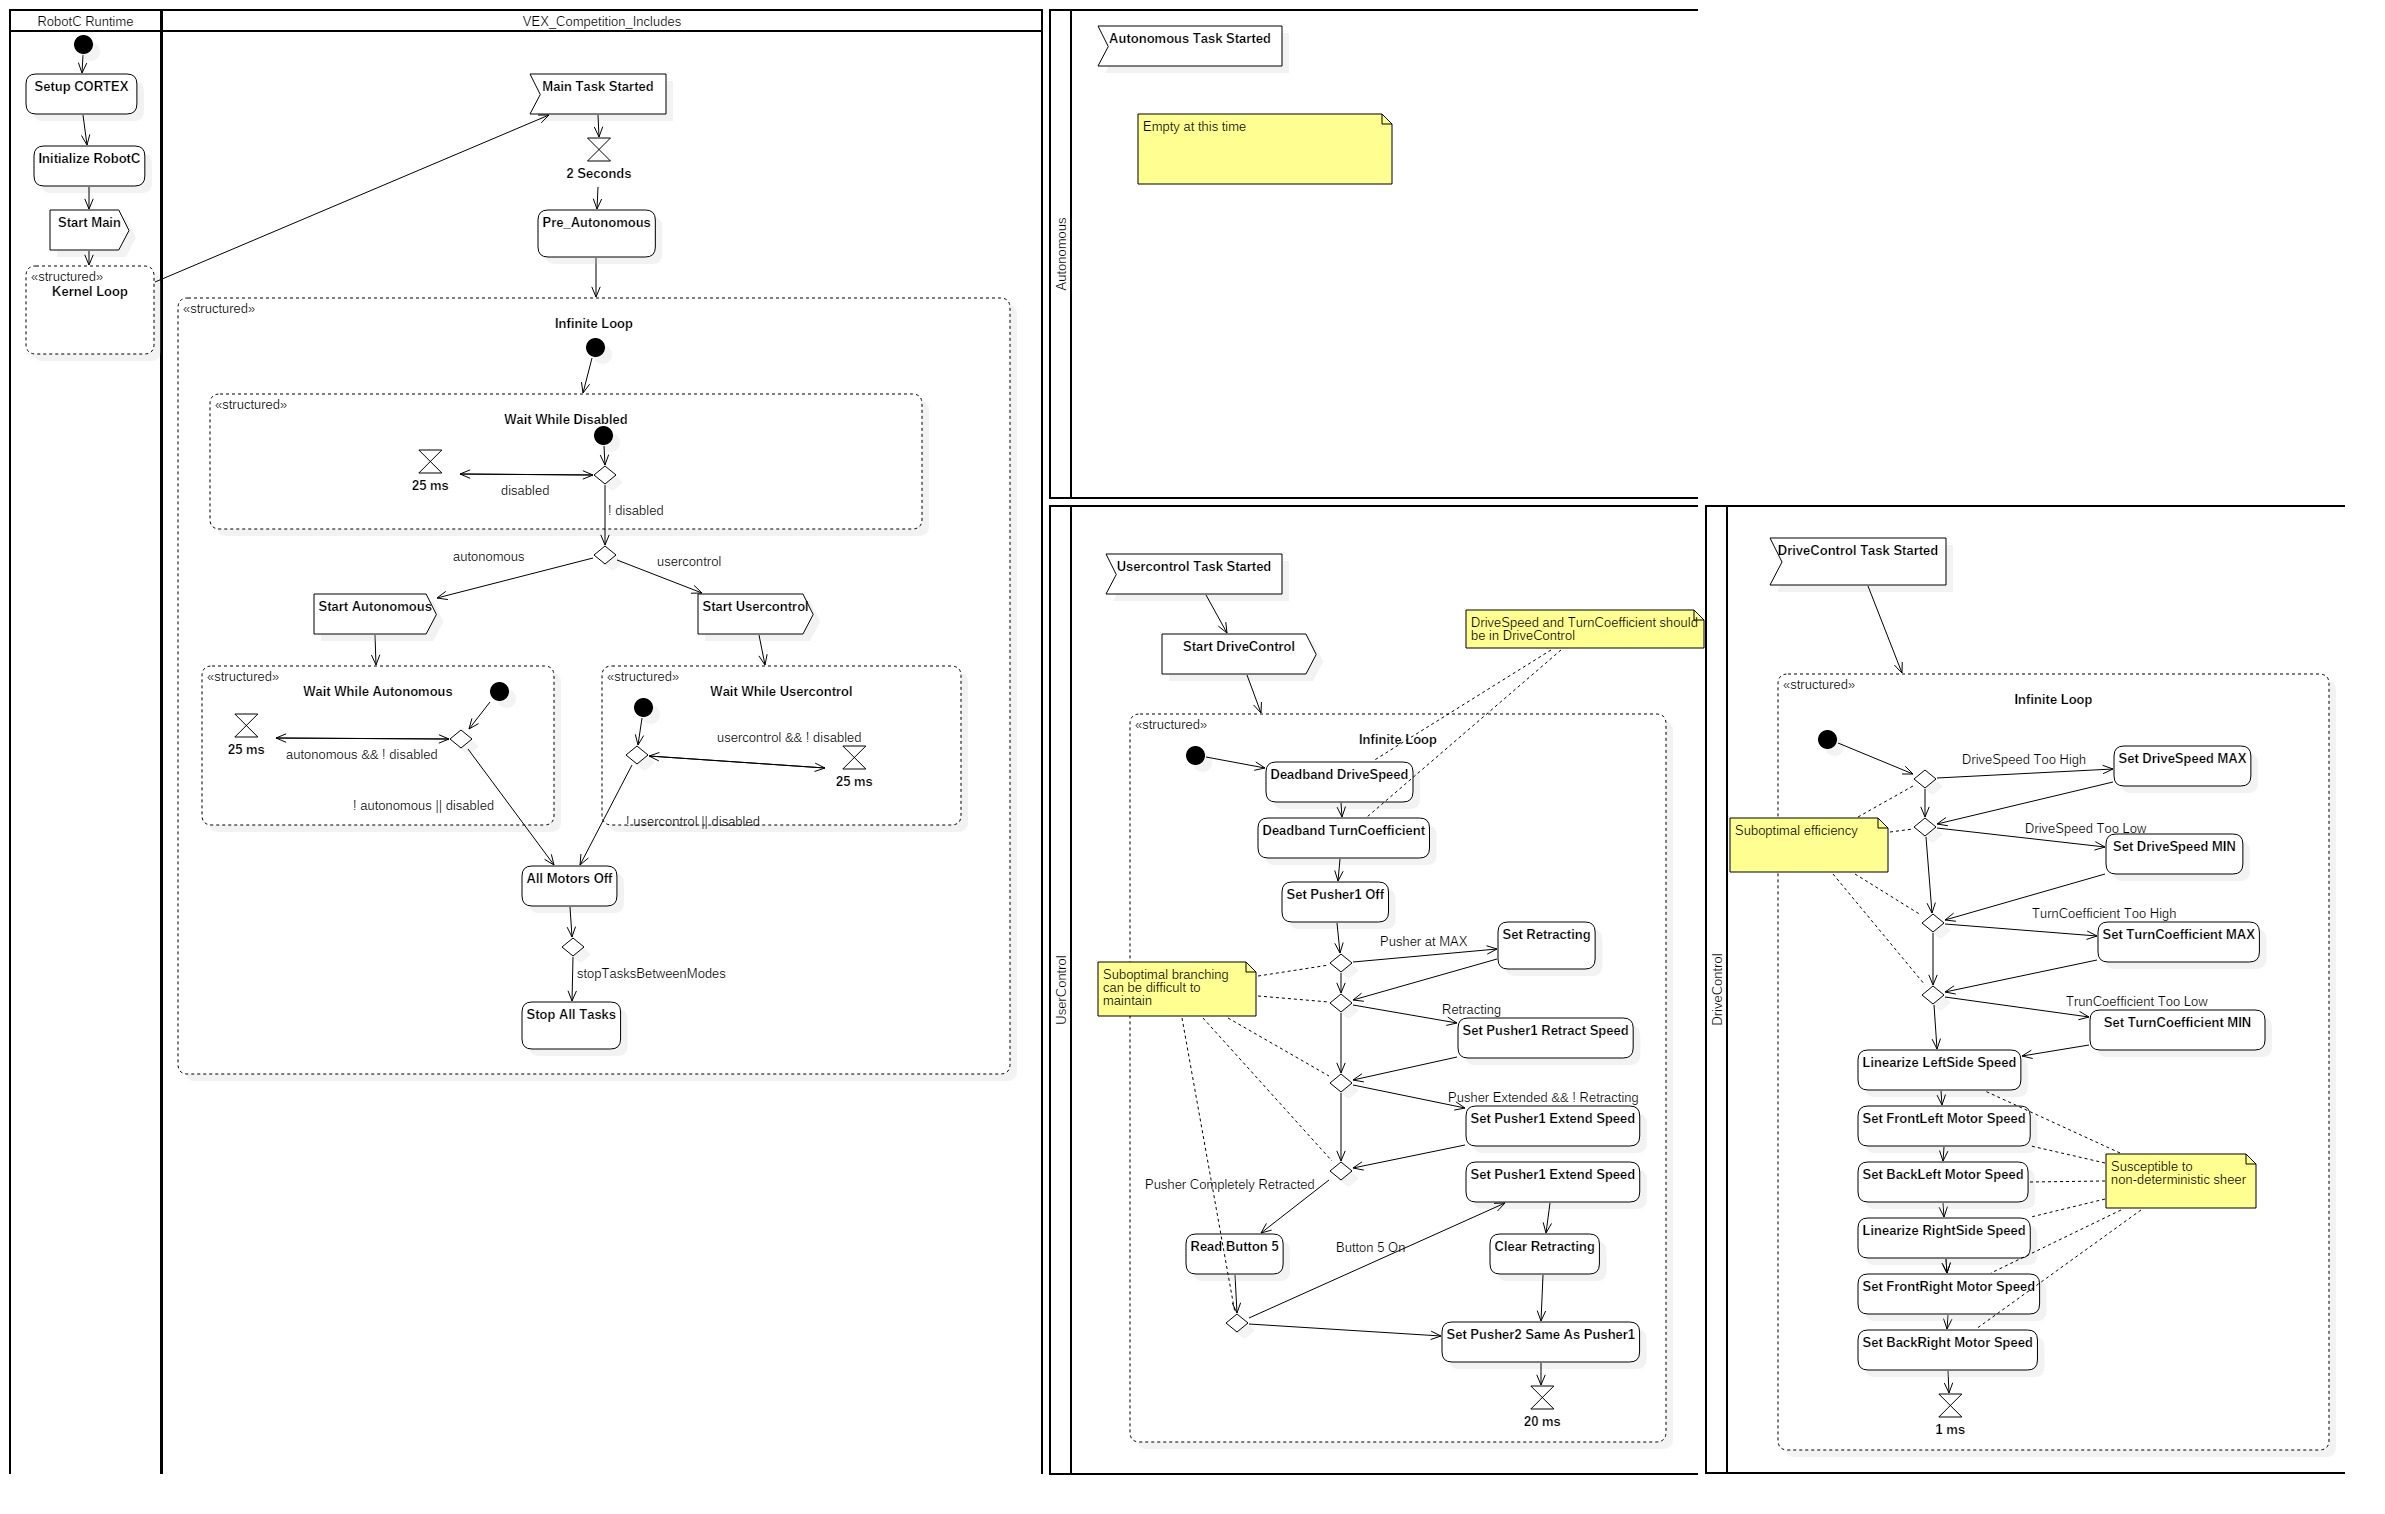 RobotC Runtime
VEX_Competition_Includes
Setup CORTEX
Initialize RobotC
Start Main
«structured»
Kernel Loop
Main Task Started
2 Seconds
Pre_Autonomous
«structured»
Infinite Loop
«structured»
Wait While Disabled
25 ms
disabled
! disabled
autonomous
usercontrol
Start Autonomous
Start Usercontrol
«structured»
Wait While Autonomous
25 ms
autonomous && ! disabled
! autonomous || disabled
«structured»
Wait While Usercontrol
usercontrol && ! disabled
25 ms
! usercontrol || disabled
All Motors Off
stopTasksBetweenModes
Stop All Tasks
Autonomous
Autonomous Task Started
Empty at this time
UserControl
Usercontrol Task Started
Start DriveControl
DriveSpeed and TurnCoefficient should
be in DriveControl
«structured»
Infinite Loop
Deadband DriveSpeed
Deadband TurnCoefficient
Set Pusher1 Off
Pusher at MAX
Set Retracting
Suboptimal branching
can be difficult to
maintain
Retracting
Set Pusher1 Retract Speed
Pusher Extended && ! Retracting
Set Pusher1 Extend Speed
Pusher Completely Retracted
Set Pusher1 Extend Speed
Read Button 5
Button 5 On
Clear Retracting
Set Pusher2 Same As Pusher1
20 ms
DriveControl
DriveControl Task Started
«structured»
Infinite Loop
DriveSpeed Too High
Set DriveSpeed MAX
Suboptimal efficiency
DriveSpeed Too Low
Set DriveSpeed MIN
TurnCoefficient Too High
Set TurnCoefficient MAX
TrunCoefficient Too Low
Set TurnCoefficient MIN
Linearize LeftSide Speed
Set FrontLeft Motor Speed
Set BackLeft Motor Speed
Susceptible to
non-deterministic sheer
Linearize RightSide Speed
Set FrontRight Motor Speed
Set BackRight Motor Speed
1 ms